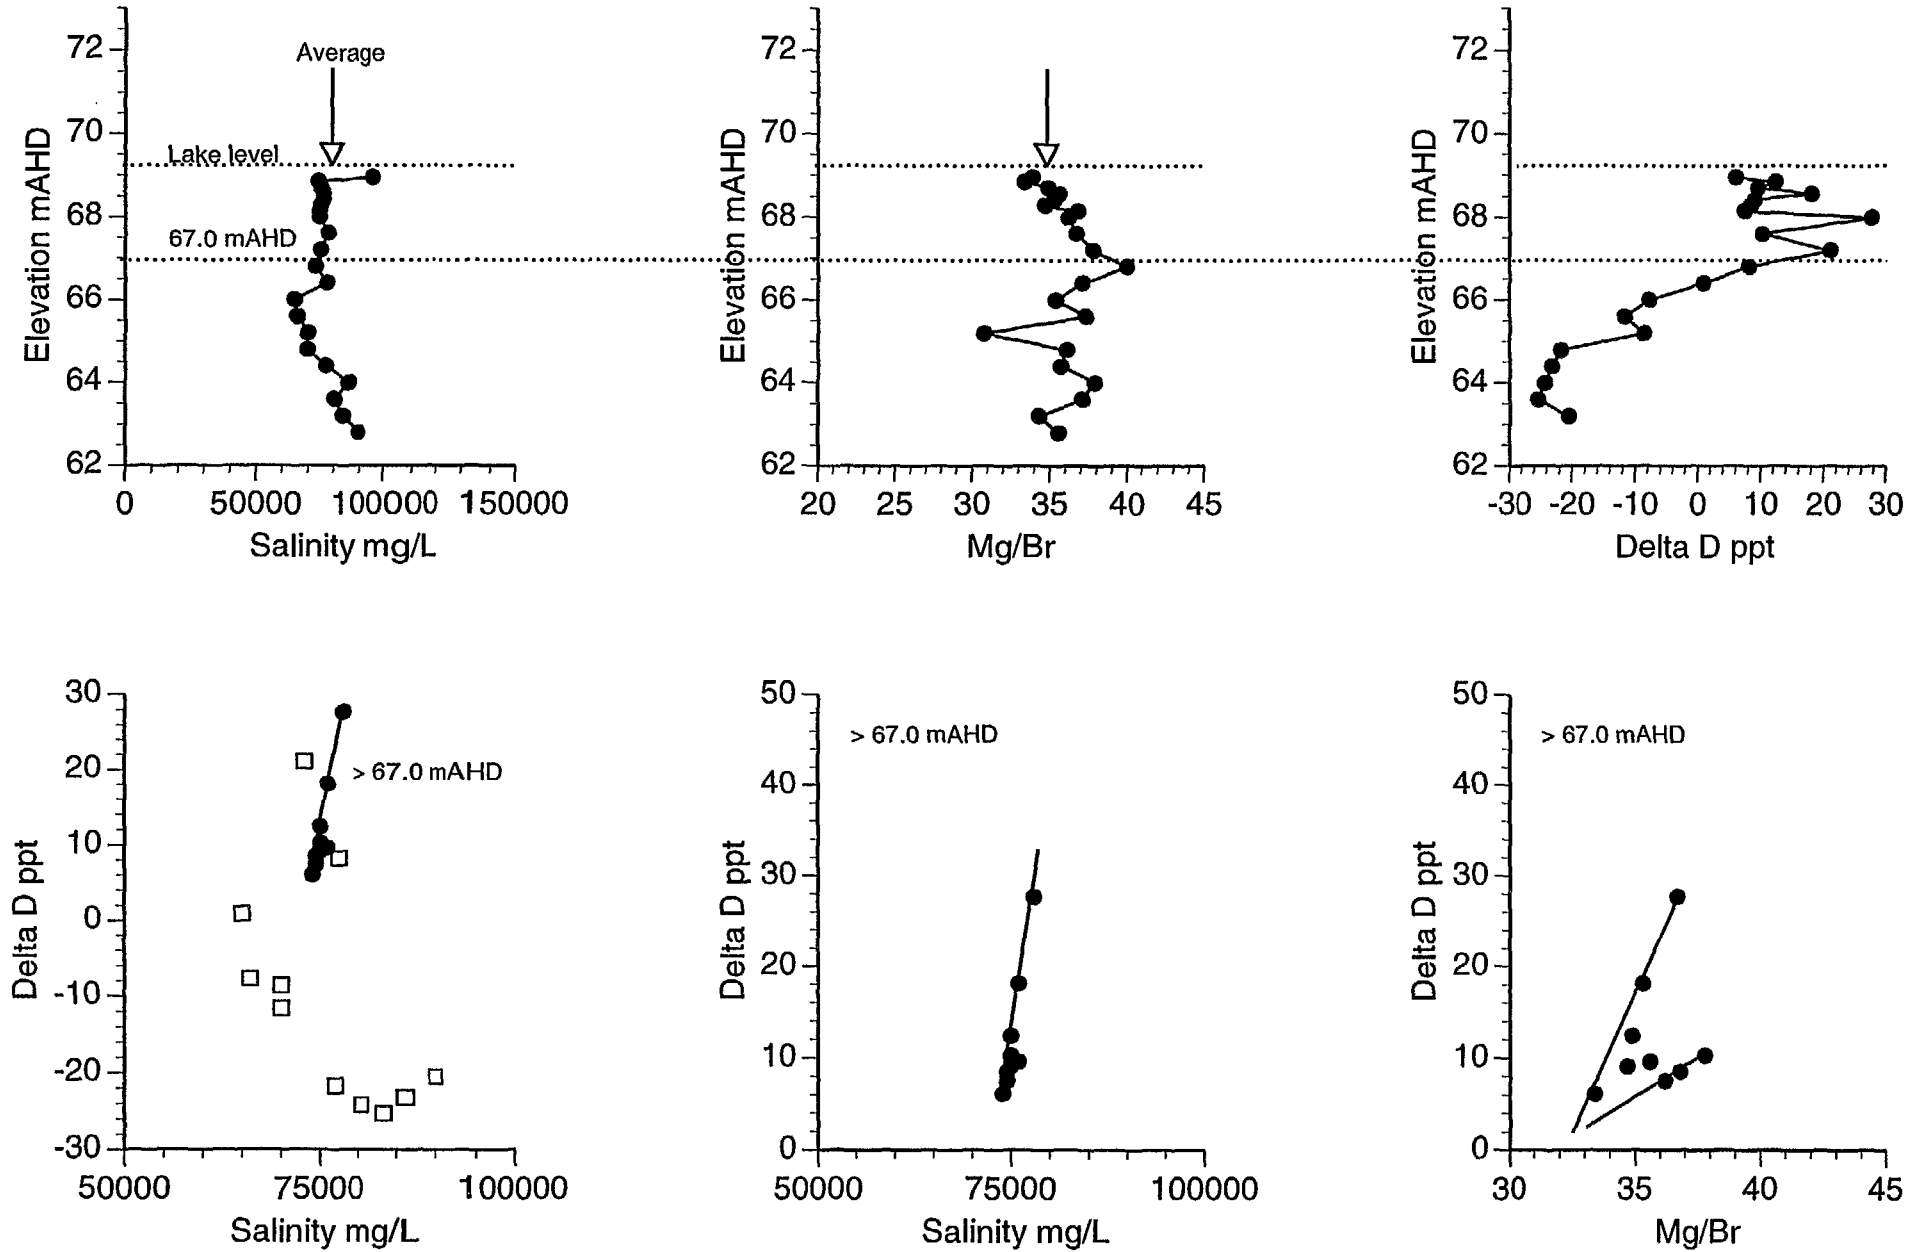 72
70
68
66
64
62
Elevation mAHD
Average
Lake level
67.0 mAHD
0 50000 100000 150000
Salinity mg/L
72
70
68
66
64
62
Elevation mAHD
20 25 30 35 40 45
Mg/Br
72
70
68
66
64
62
Elevation mAHD
-30 -20 -10 0 10 20 30
Delta D ppt
30
20
10
0
-10
-20
-30
Delta D ppt
> 67.0 mAHD
50000 75000 100000
Salinity mg/L
50
40
30
20
10
0
Delta D ppt
> 67.0 mAHD
50000 75000 100000
Salinity mg/L
50
40
30
20
10
0
Delta D ppt
> 67.0 mAHD
30 35 40 45
Mg/Br